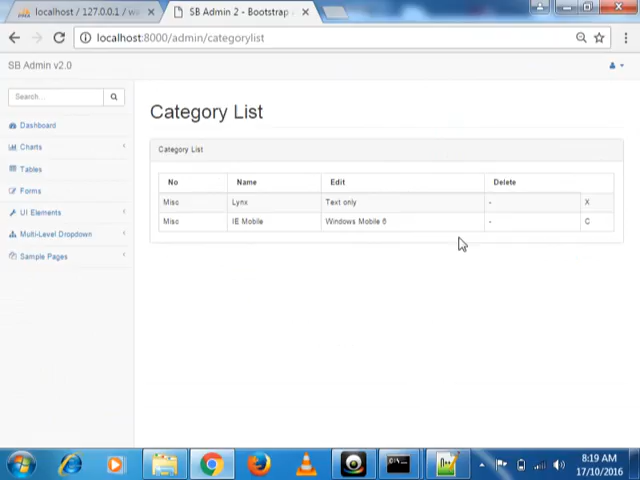 localhost / 127.0.0.1 / w
SB Admin 2 - Bootstrap
localhost:8000/admin/categorylist
SB Admin v2.0
Search...
Dashboard
Charts
Tables
Forms
UI Elements
Multi-Level Dropdown
Sample Pages
Category List
Category List
No Name Edit Delete
Misc Lynx Text only - X
Misc IE Mobile Windows Mobile 6 - C
8:19 AM
17/10/2016